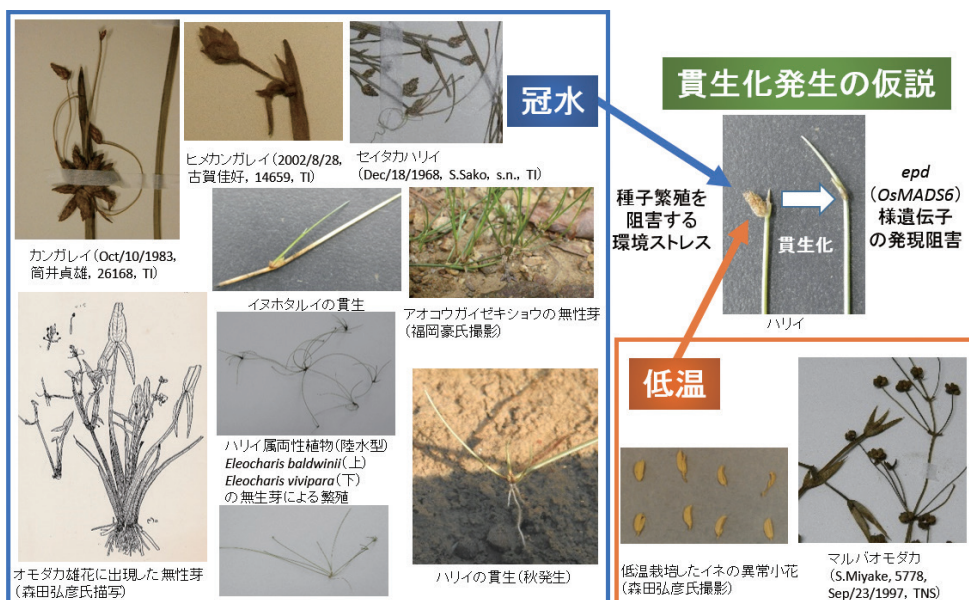 冠水
貫生化発生の仮説
ヒメカンガレイ(2002/8/28,
古賀佳好, 14659, TI)
セイタカハリイ
(Dec/18/1968, S.Sako, s.n., TI)
カンガレイ(Oct/10/1983,
筒井貞雄, 26168, TI)
イヌホタルイの貫生
アオコウガイゼキショウの無性芽
(福岡豪氏撮影)
種子繁殖を
阻害する
環境ストレス
貫生化
epd
(OsMADS6)
様遺伝子
の発現阻害
ハリイ
ハリイ属両性植物(陸水型)
Eleocharis baldwinii(上)
Eleocharis vivipara(下)
の無生芽による繁殖
オモダカ雄花に出現した無性芽
(森田弘彦氏描写)
ハリイの貫生(秋発生)
低温
低温栽培したイネの異常小花
(森田弘彦氏撮影)
マルバオモダカ
(S.Miyake, 5778,
Sep/23/1997, TNS)